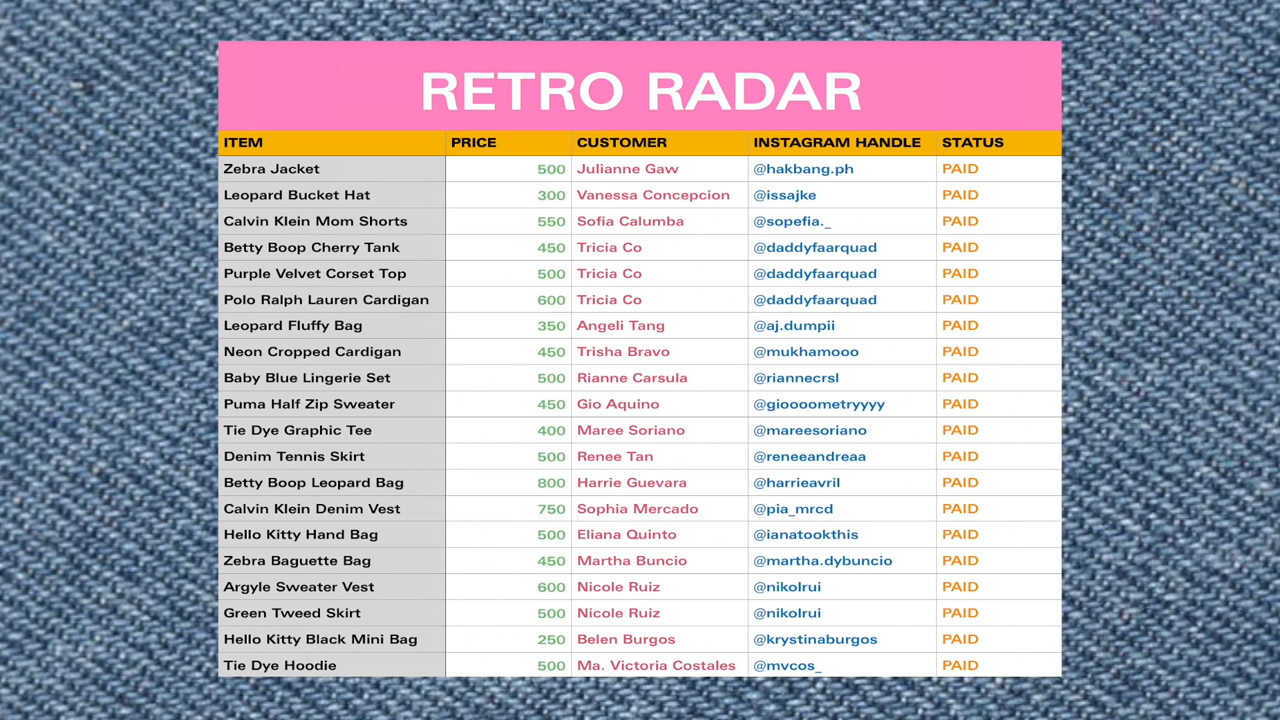 RETRO RADAR
ITEM PRICE CUSTOMER INSTAGRAM HANDLE STATUS
Zebra Jacket 500 Julianne Gaw @hakbang.ph PAID
Leopard Bucket Hat 300 Vanessa Concepcion @issajke PAID
Calvin Klein Mom Shorts 550 Sofia Calumba @sopefia._ PAID
Betty Boop Cherry Tank 450 Tricia Co @daddyfaarquad PAID
Purple Velvet Corset Top 500 Tricia Co @daddyfaarquad PAID
Polo Ralph Lauren Cardigan 600 Tricia Co @daddyfaarquad PAID
Leopard Fluffy Bag 350 Angeli Tang @aj.dumpii PAID
Neon Cropped Cardigan 450 Trisha Bravo @mukhamooo PAID
Baby Blue Lingerie Set 500 Rianne Carsula @riannecrsl PAID
Puma Half Zip Sweater 450 Gio Aquino @gioooometryyyy PAID
Tie Dye Graphic Tee 400 Maree Soriano @mareesoriano PAID
Denim Tennis Skirt 500 Renee Tan @reneeandreaa PAID
Betty Boop Leopard Bag 800 Harrie Guevara @harrieavril PAID
Calvin Klein Denim Vest 750 Sophia Mercado @pia_mrcd PAID
Hello Kitty Hand Bag 500 Eliana Quinto @ianatookthis PAID
Zebra Baguette Bag 450 Martha Buncio @martha.dybuncio PAID
Argyle Sweater Vest 600 Nicole Ruiz @nikolrui PAID
Green Tweed Skirt 500 Nicole Ruiz @nikolrui PAID
Hello Kitty Black Mini Bag 250 Belen Burgos @krystinaburgos PAID
Tie Dye Hoodie 500 Ma. Victoria Costales @mvcos_ PAID